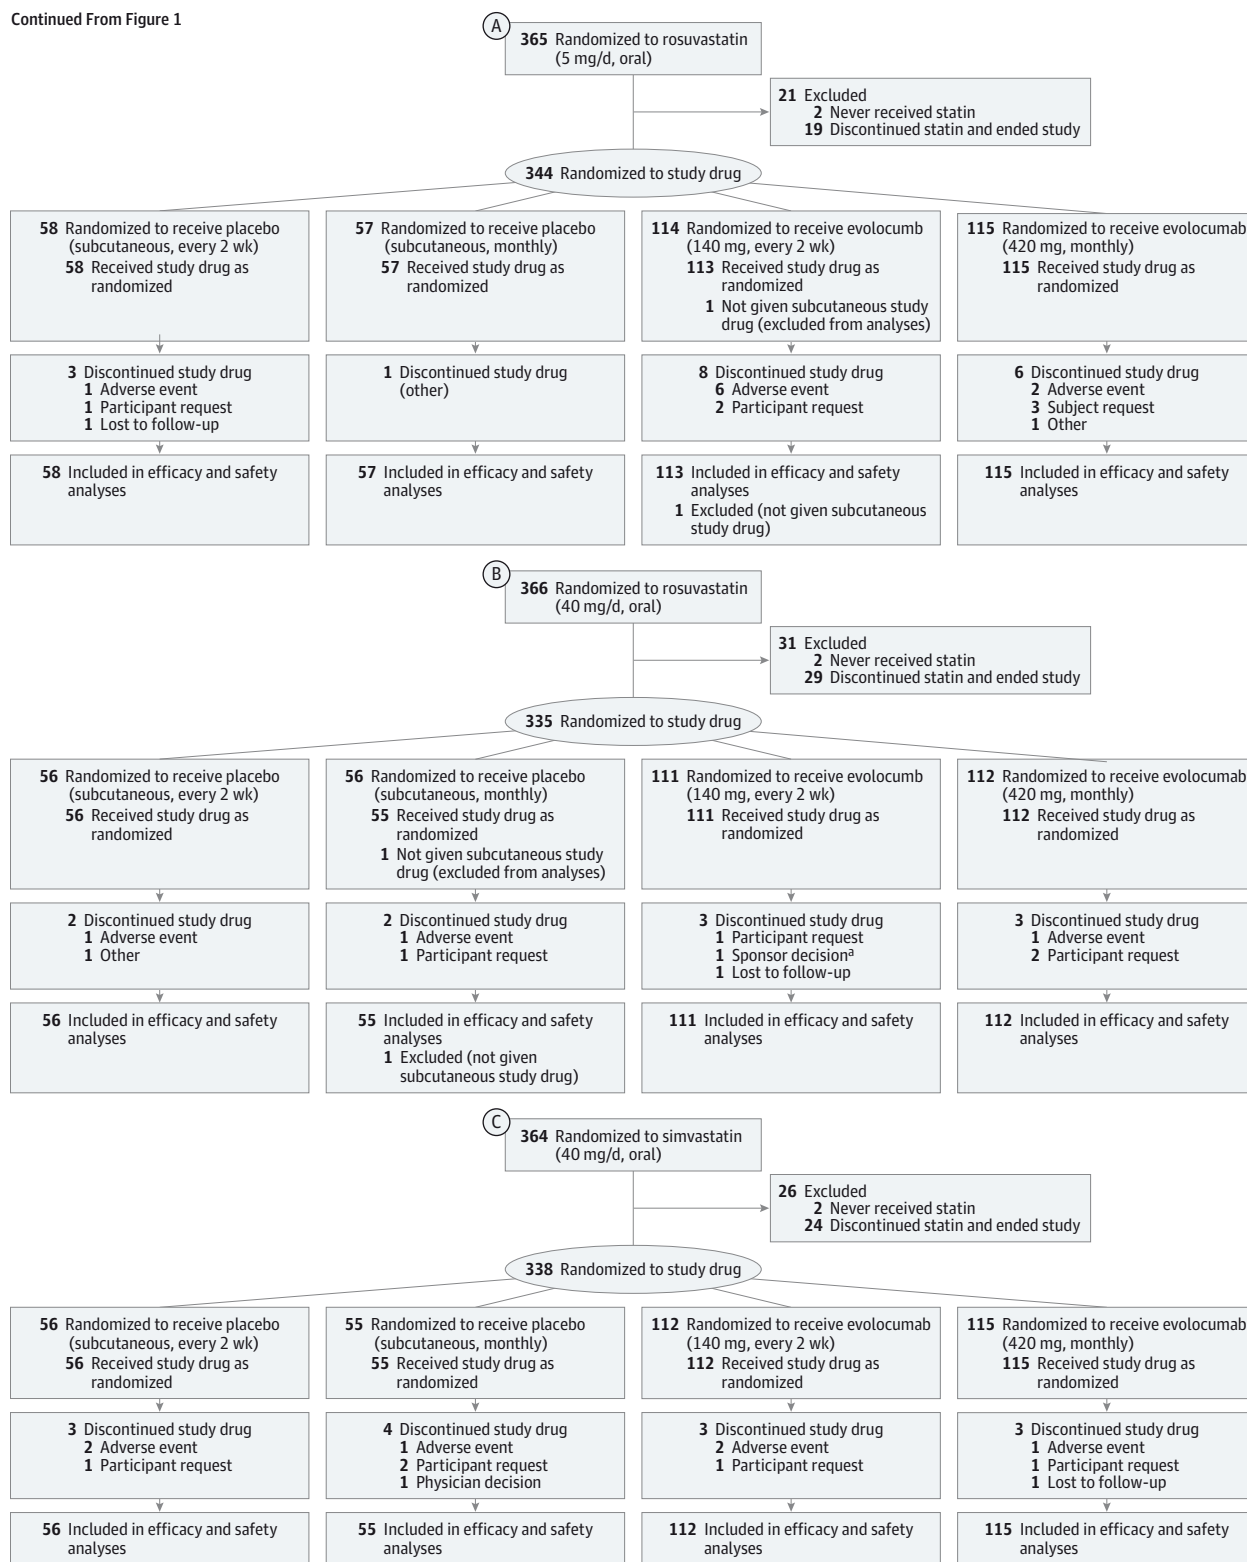 Continued From Figure 1
A
365 Randomized to rosuvastatin
(5 mg/d, oral)
21 Excluded
2 Never received statin
19 Discontinued statin and ended study
344 Randomized to study drug
58 Randomized to receive placebo
(subcutaneous, every 2 wk)
58 Received study drug as
randomized
57 Randomized to receive placebo
(subcutaneous, monthly)
57 Received study drug as
randomized
114 Randomized to receive evolocumb
(140 mg, every 2 wk)
113 Received study drug as
randomized
1 Not given subcutaneous study
drug (excluded from analyses)
115 Randomized to receive evolocumab
(420 mg, monthly)
115 Received study drug as
randomized
3 Discontinued study drug
1 Adverse event
1 Participant request
1 Lost to follow-up
1 Discontinued study drug
(other)
8 Discontinued study drug
6 Adverse event
2 Participant request
6 Discontinued study drug
2 Adverse event
3 Subject request
1 Other
58 Included in efficacy and safety
analyses
57 Included in efficacy and safety
analyses
113 Included in efficacy and safety
analyses
1 Excluded (not given subcutaneous
study drug)
115 Included in efficacy and safety
analyses
B
366 Randomized to rosuvastatin
(40 mg/d, oral)
31 Excluded
2 Never received statin
29 Discontinued statin and ended study
335 Randomized to study drug
56 Randomized to receive placebo
(subcutaneous, every 2 wk)
56 Received study drug as
randomized
56 Randomized to receive placebo
(subcutaneous, monthly)
55 Received study drug as
randomized
1 Not given subcutaneous study
drug (excluded from analyses)
111 Randomized to receive evolocumb
(140 mg, every 2 wk)
111 Received study drug as
randomized
112 Randomized to receive evolocumab
(420 mg, monthly)
112 Received study drug as
randomized
2 Discontinued study drug
1 Adverse event
1 Other
2 Discontinued study drug
1 Adverse event
1 Participant request
3 Discontinued study drug
1 Participant request
1 Sponsor decisionᵃ
1 Lost to follow-up
3 Discontinued study drug
1 Adverse event
2 Participant request
56 Included in efficacy and safety
analyses
55 Included in efficacy and safety
analyses
1 Excluded (not given
subcutaneous study drug)
111 Included in efficacy and safety
analyses
112 Included in efficacy and safety
analyses
C
364 Randomized to simvastatin
(40 mg/d, oral)
26 Excluded
2 Never received statin
24 Discontinued statin and ended study
338 Randomized to study drug
56 Randomized to receive placebo
(subcutaneous, every 2 wk)
56 Received study drug as
randomized
55 Randomized to receive placebo
(subcutaneous, monthly)
55 Received study drug as
randomized
112 Randomized to receive evolocumab
(140 mg, every 2 wk)
112 Received study drug as
randomized
115 Randomized to receive evolocumab
(420 mg, monthly)
115 Received study drug as
randomized
3 Discontinued study drug
2 Adverse event
1 Participant request
4 Discontinued study drug
1 Adverse event
2 Participant request
1 Physician decision
3 Discontinued study drug
2 Adverse event
1 Participant request
3 Discontinued study drug
1 Adverse event
1 Participant request
1 Lost to follow-up
56 Included in efficacy and safety
analyses
55 Included in efficacy and safety
analyses
112 Included in efficacy and safety
analyses
115 Included in efficacy and safety
analyses